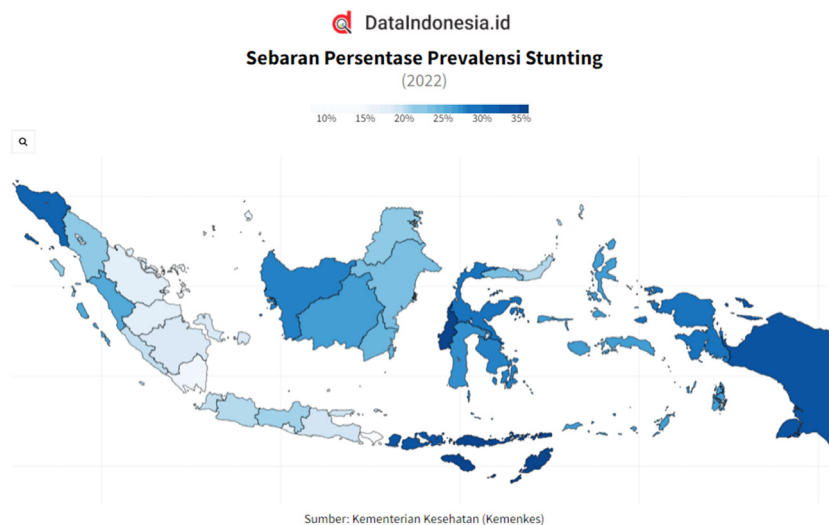 DataIndonesia.id
Sebaran Persentase Prevalensi Stunting
(2022)
10% 15% 20% 25% 30% 35%
Sumber: Kementerian Kesehatan (Kemenkes)